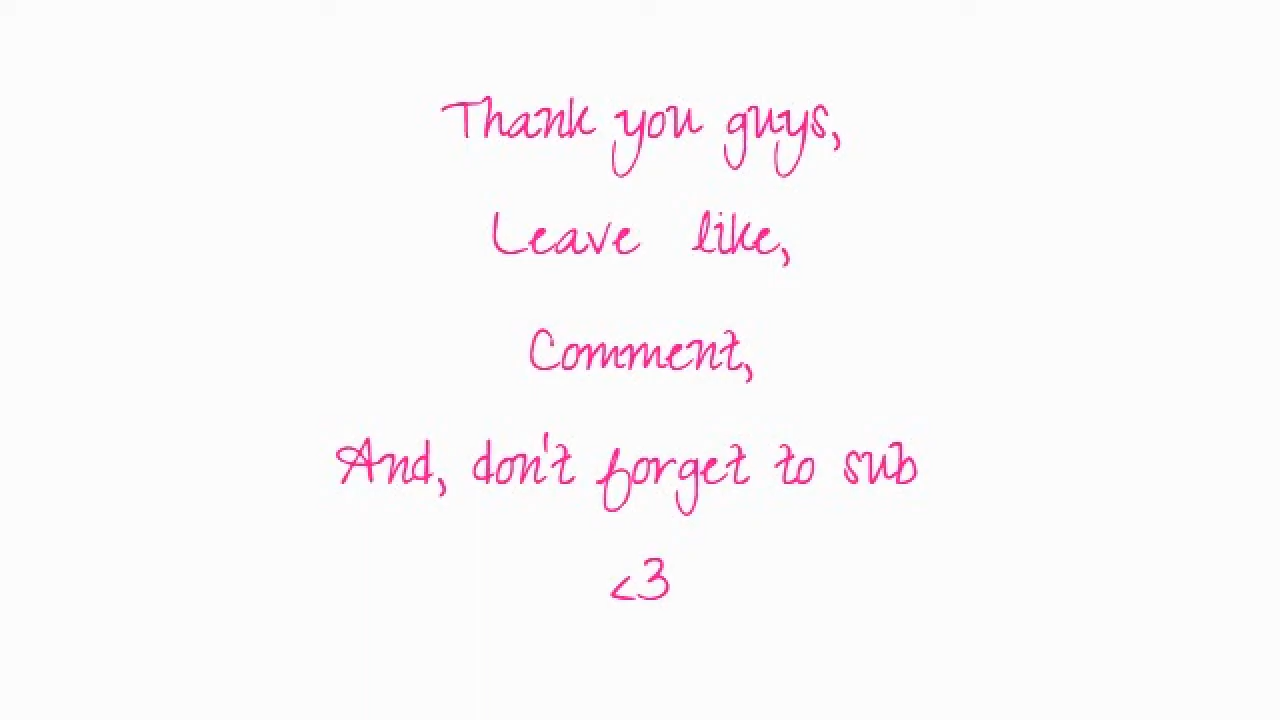 Thank you guys,
Leave like,
Comment,
And, don't forget to sub
<3